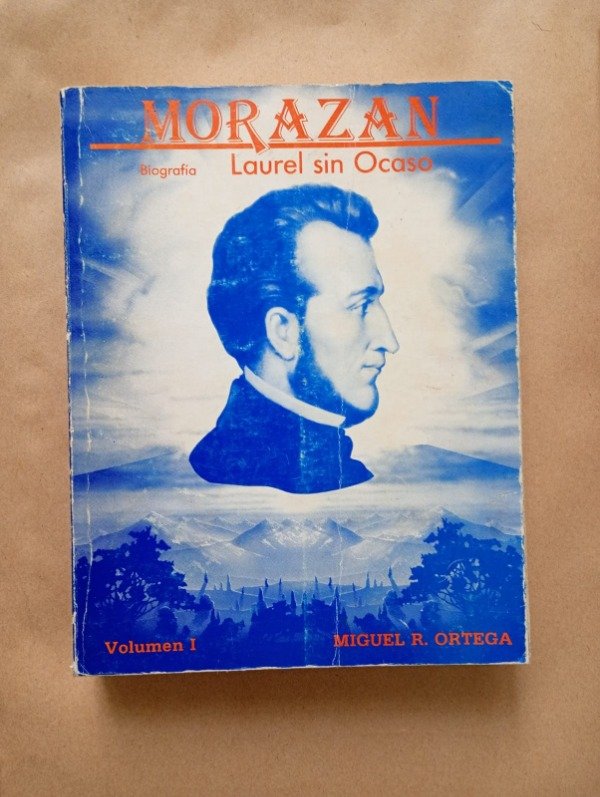 MORAZAN
Biografía Laurel sin Ocaso
Volumen I
MIGUEL R. ORTEGA